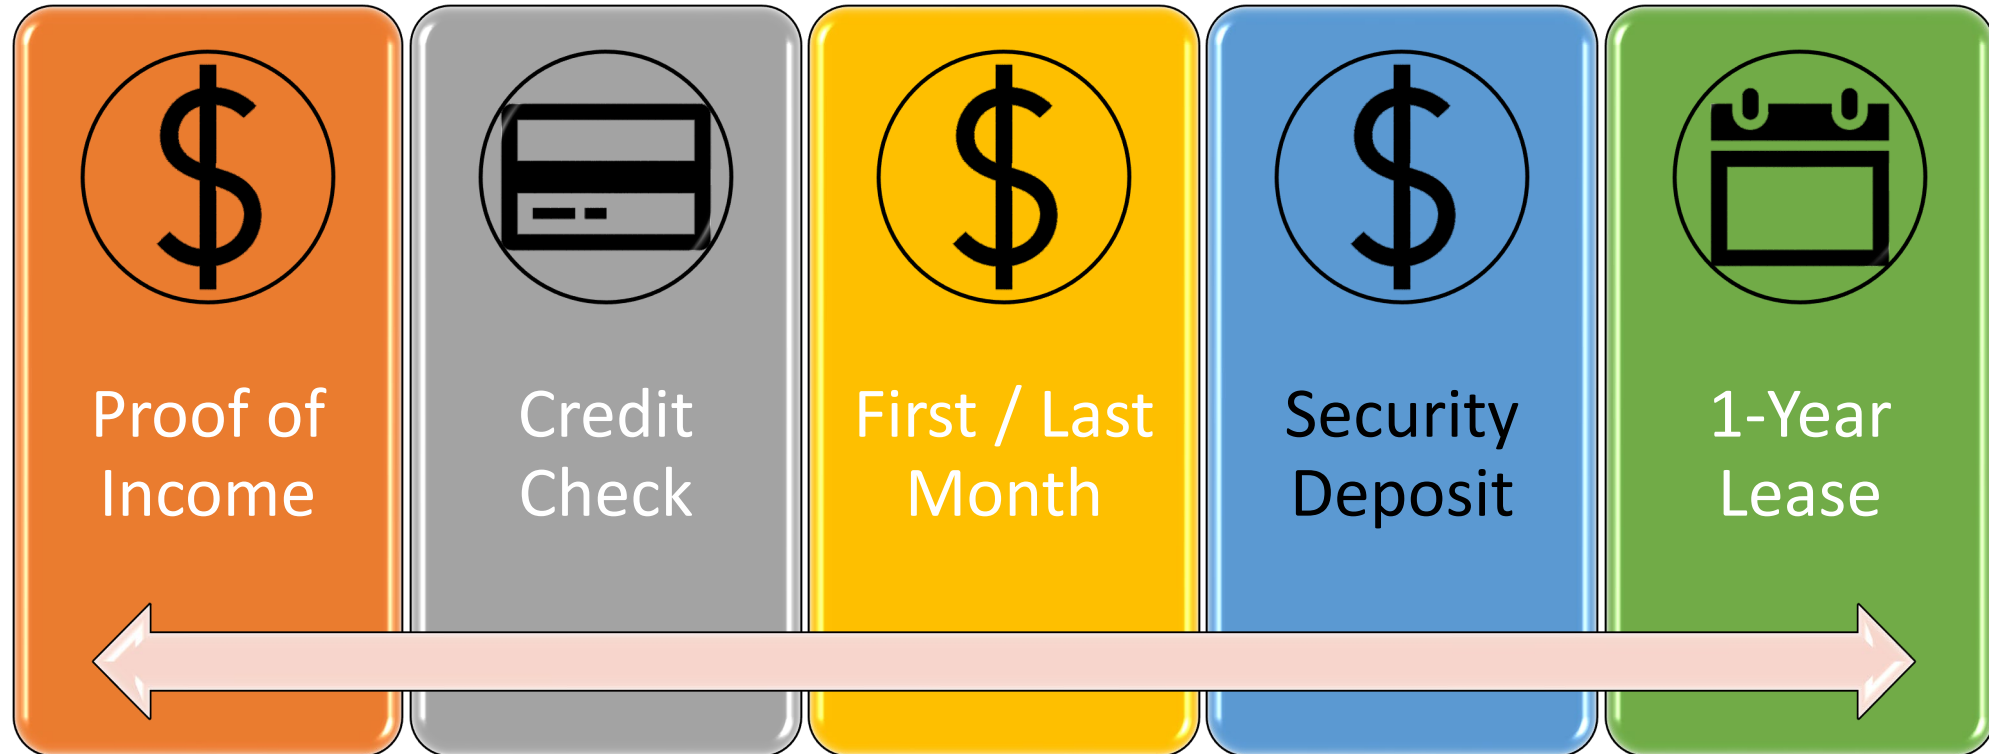 Proof of
Income
Credit
Check
First / Last
Month
Security
Deposit
1-Year
Lease